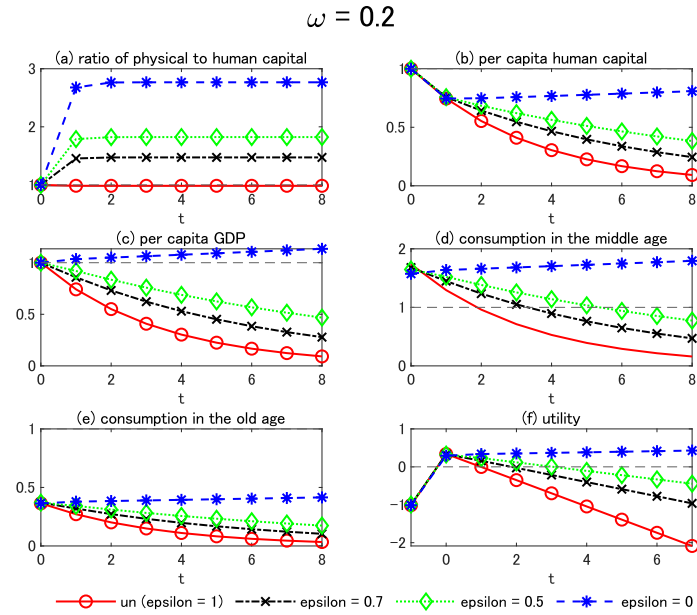 ω = 0.2
(a) ratio of physical to human capital
(b) per capita human capital
3
2
1
0 2 4 6 8
t
1
0.5
0
0 2 4 6 8
t
(c) per capita GDP
(d) consumption in the middle age
1
0.5
0
0 2 4 6 8
t
2
1
0
0 2 4 6 8
t
(e) consumption in the old age
(f) utility
1
0.5
0
0 2 4 6 8
t
1
0
−1
−2
0 2 4 6
t
un (epsilon = 1) epsilon = 0.7 epsilon = 0.5 epsilon = 0